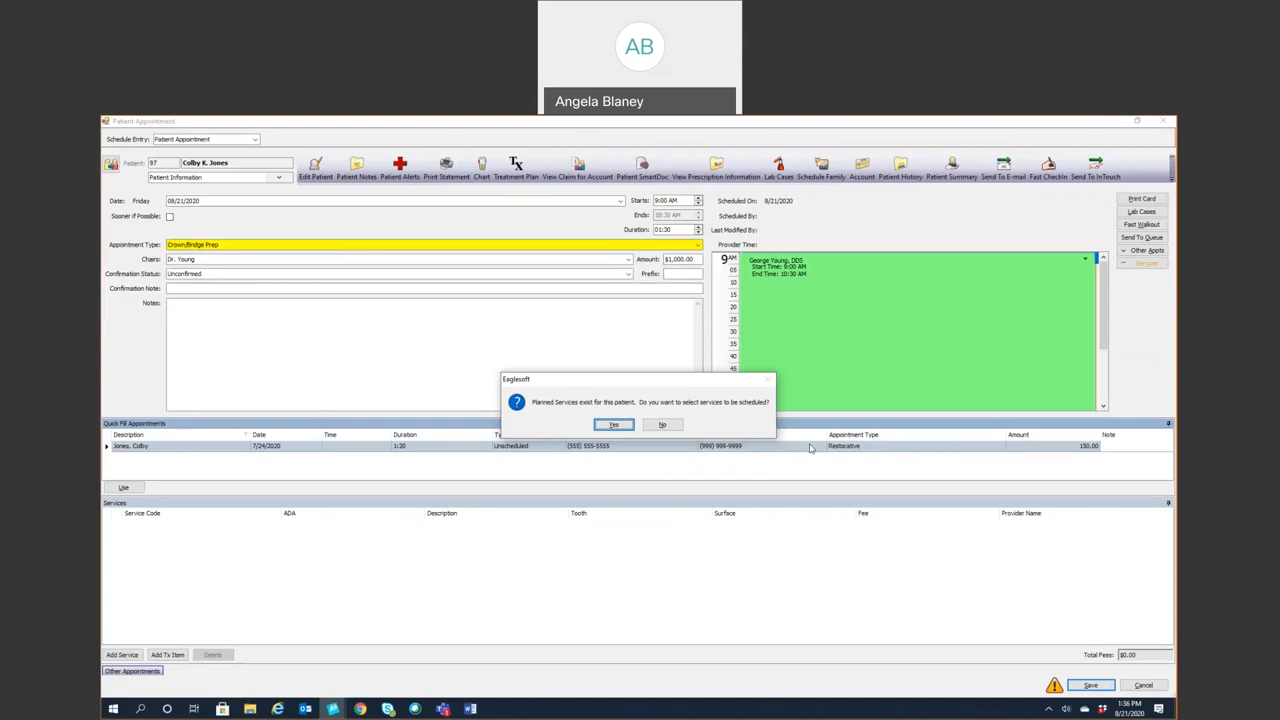 AB
Angela Blaney
Patient Appointment
Schedule Entry: Patient Appointment
Patient: 97 Colby K. Jones
Patient Information
Edit Patient Patient Notes Patient Alerts Print Statement Chart Treatment Plan View Claim for Account Patient SmartDoc View Prescription Information Lab Cases Schedule Family Account Patient History Patient Summary Send To E-mail Fast CheckIn Send To InTouch
Date: Friday 08/21/2020 Starts: 9:00 AM Scheduled On: 8/21/2020
Sooner if Possible: Ends: 10:30 AM Scheduled By:
Duration: 01:30 Last Modified By:
Appointment Type: Crown/Bridge Prep Provider Time:
Chairs: Dr. Young Amount: $1,000.00
Confirmation Status: Unconfirmed Prefix:
Confirmation Note:
Notes:
9 AM
05
10
15
20
25
30
35
40
45
George Young, DDS
Start Time: 9:00 AM
End Time: 10:30 AM
Print Card
Lab Cases
Fast Walkout
Send To Queue
Other Appts
Services
Eaglesoft
Planned Services exist for this patient. Do you want to select services to be scheduled?
Yes No
Quick Fill Appointments
Description Date Time Duration Appointment Type Amount Note
Jones, Colby 7/24/2020 1:20 Unscheduled (555) 555-5555 (999) 999-9999 Restorative 150.00
Use
Services
Service Code ADA Description Tooth Surface Fee Provider Name
Add Service Add Tx Item Delete Total Fees: $0.00
Other Appointments
Save Cancel
1:36 PM
8/21/2020